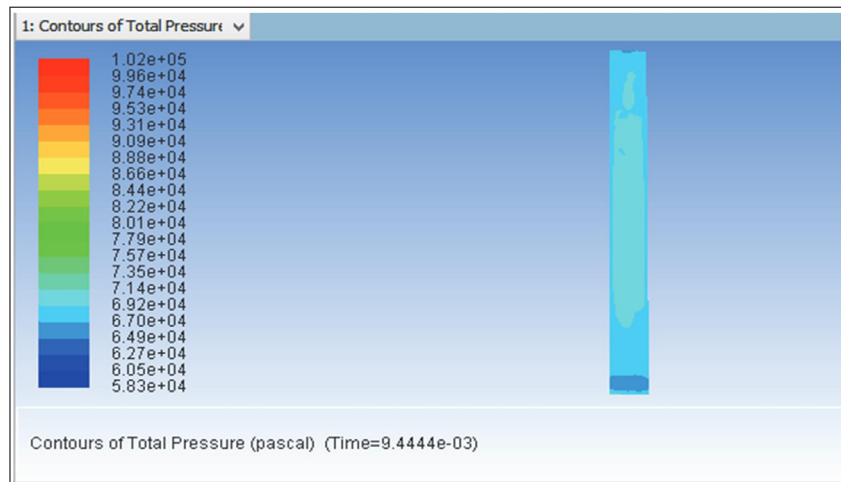 1: Contours of Total Pressure
1.02e+05
9.96e+04
9.74e+04
9.53e+04
9.31e+04
9.09e+04
8.88e+04
8.66e+04
8.44e+04
8.22e+04
8.01e+04
7.79e+04
7.57e+04
7.35e+04
7.14e+04
6.92e+04
6.70e+04
6.49e+04
6.27e+04
6.05e+04
5.83e+04
Contours of Total Pressure (pascal) (Time=9.4444e-03)